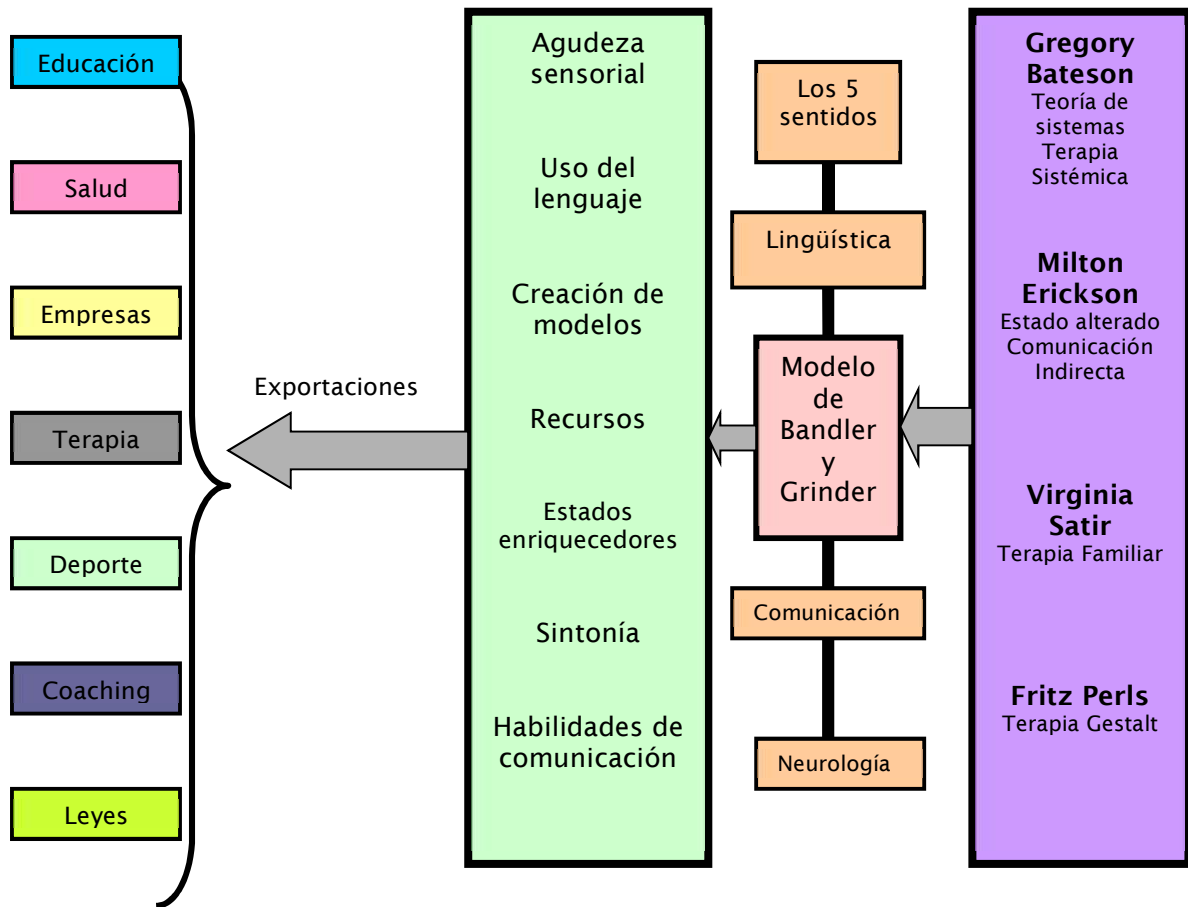 Educación
Salud
Empresas
Terapia
Deporte
Coaching
Leyes
Exportaciones
Agudeza
sensorial
Uso del
lenguaje
Creación de
modelos
Recursos
Estados
enriquecedores
Sintonía
Habilidades de
comunicación
Los 5
sentidos
Lingüística
Modelo
de
Bandler
y
Grinder
Comunicación
Neurología
Gregory
Bateson
Teoría de
sistemas
Terapia
Sistémica
Milton
Erickson
Estado alterado
Comunicación
Indirecta
Virginia
Satir
Terapia Familiar
Fritz Perls
Terapia Gestalt